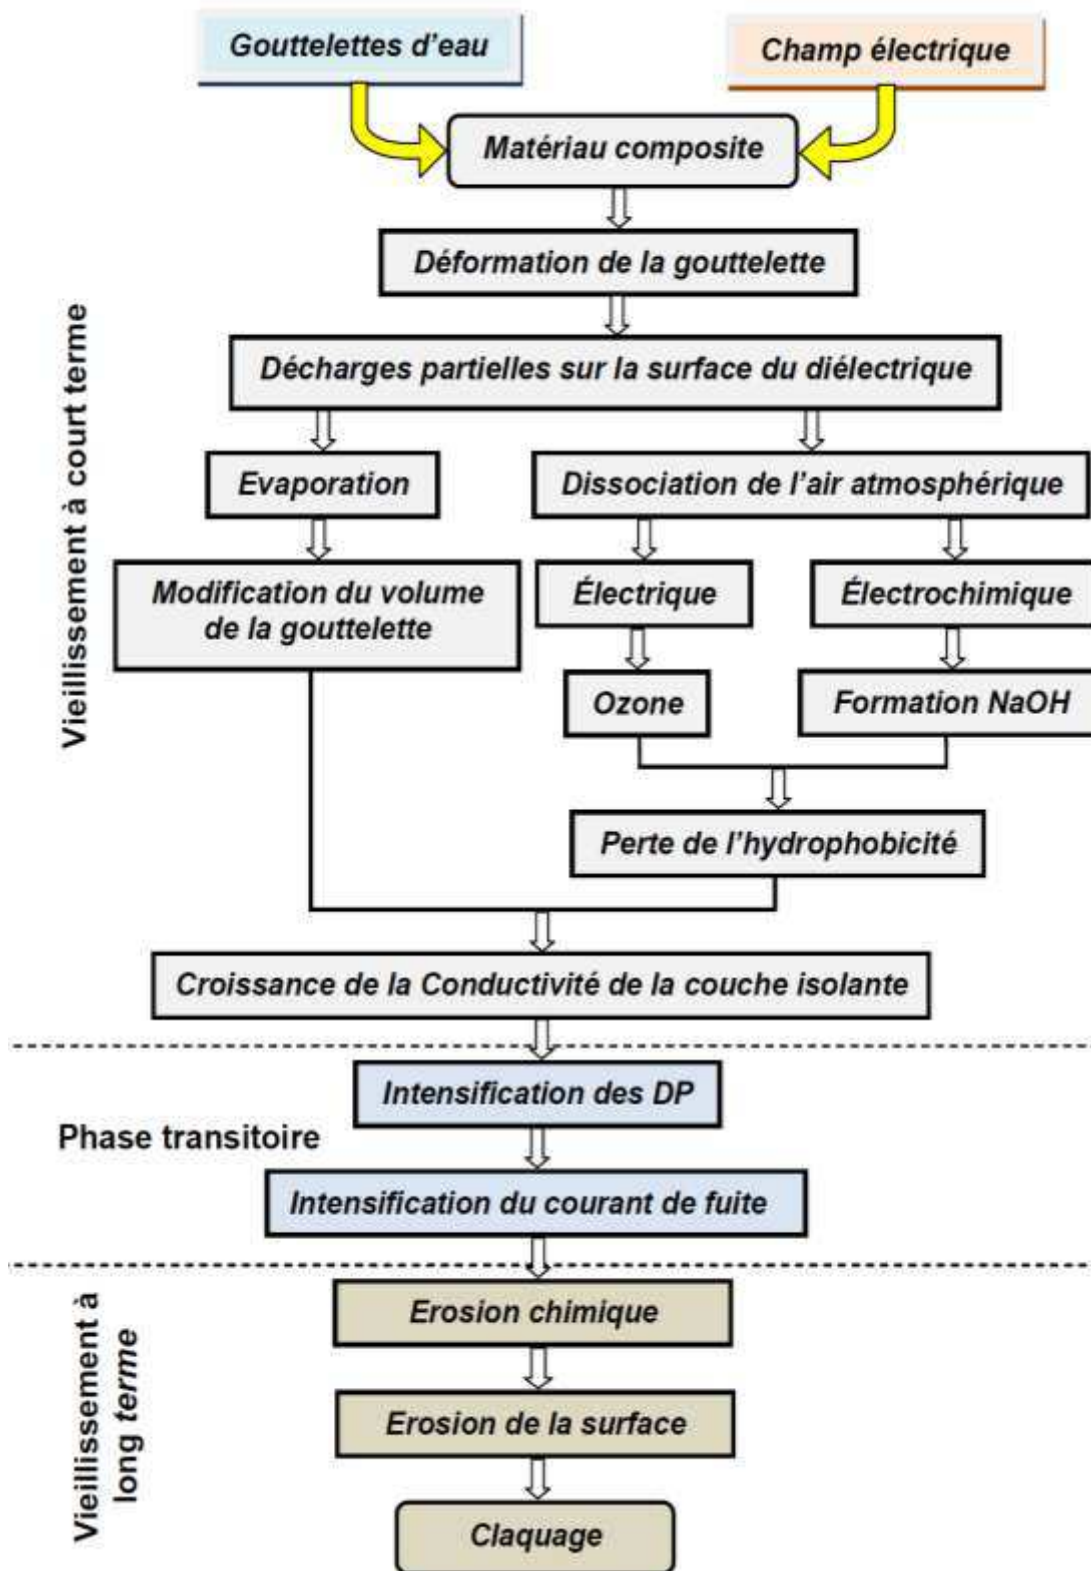 Gouttelettes d'eau
Champ électrique
Matériau composite
Déformation de la gouttelette
Décharges partielles sur la surface du diélectrique
Evaporation
Dissociation de l'air atmosphérique
Modification du volume
de la gouttelette
Électrique
Électrochimique
Ozone
Formation NaOH
Perte de l'hydrophobicité
Croissance de la Conductivité de la couche isolante
Vieillissement à court terme
Intensification des DP
Phase transitoire
Intensification du courant de fuite
Erosion chimique
Erosion de la surface
Claquage
Vieillissement à
long terme